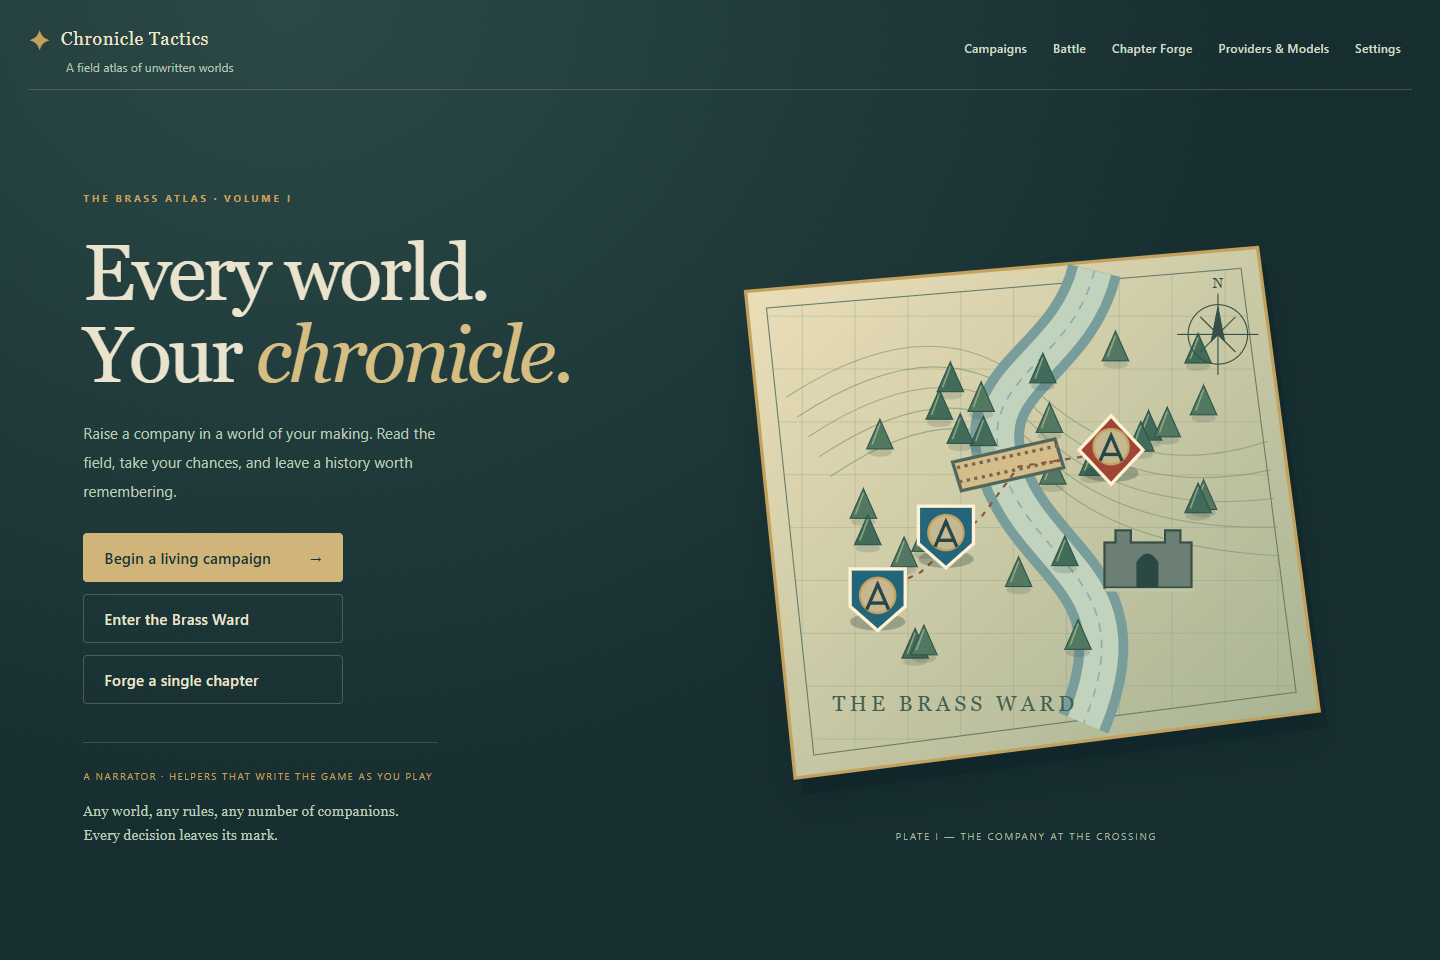 Chronicle Tactics
A field atlas of unwritten worlds
Campaigns
Battle
Chapter Forge
Providers & Models
Settings
THE BRASS ATLAS · VOLUME I
Every world.
Your chronicle.
Raise a company in a world of your making. Read the
field, take your chances, and leave a history worth
remembering.
Begin a living campaign →
Enter the Brass Ward
Forge a single chapter
A NARRATOR · HELPERS THAT WRITE THE GAME AS YOU PLAY
Any world, any rules, any number of companions.
Every decision leaves its mark.
N
A
A
A
THE BRASS WARD
PLATE I — THE COMPANY AT THE CROSSING